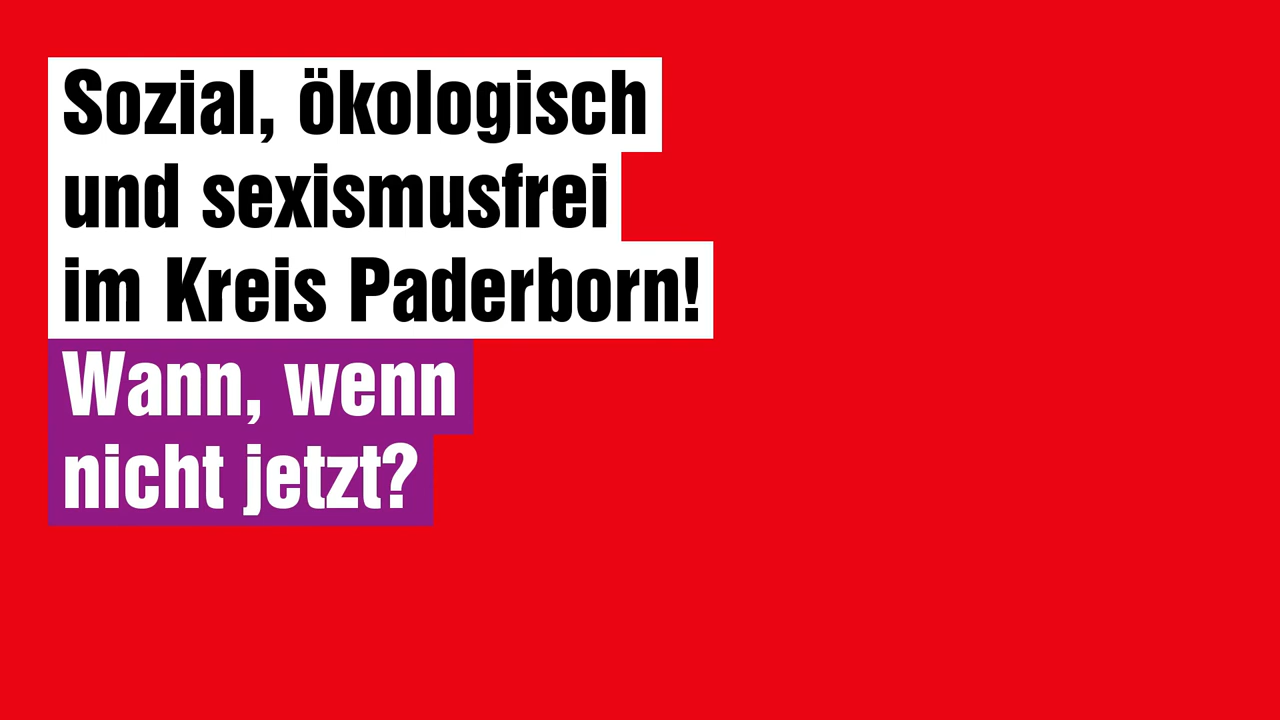 Sozial, ökologisch
und sexismusfrei
im Kreis Paderborn!
Wann, wenn
nicht jetzt?